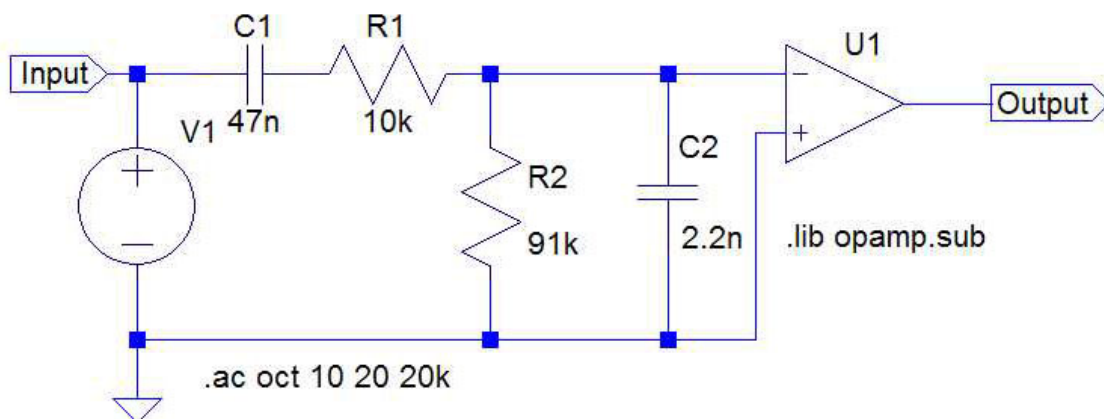 C1
R1
U1
Input
−
Output
V1
47n
10k
+
+
C2
R2
−
91k
2.2n
.lib opamp.sub
.ac oct 10 20 20k